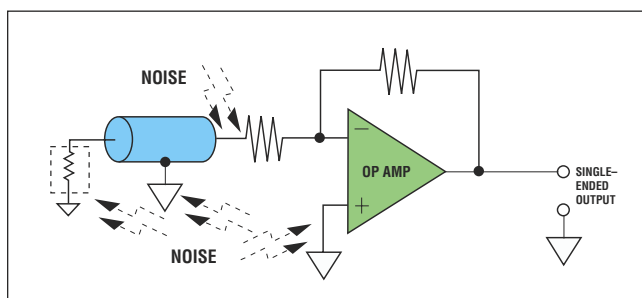 NOISE
−
OP AMP
+
SINGLE–
ENDED
OUTPUT
NOISE